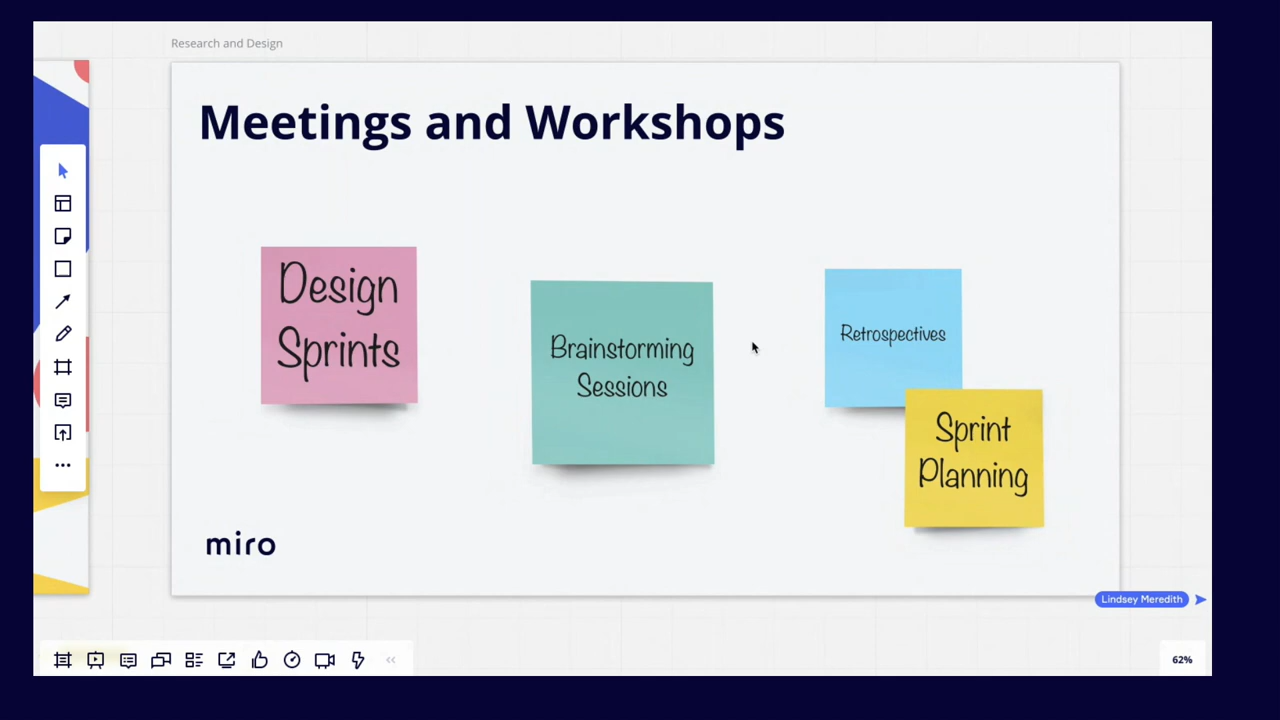 Research and Design
Meetings and Workshops
Design
Sprints
Brainstorming
Sessions
Retrospectives
Sprint
Planning
miro
Lindsey Meredith
62%